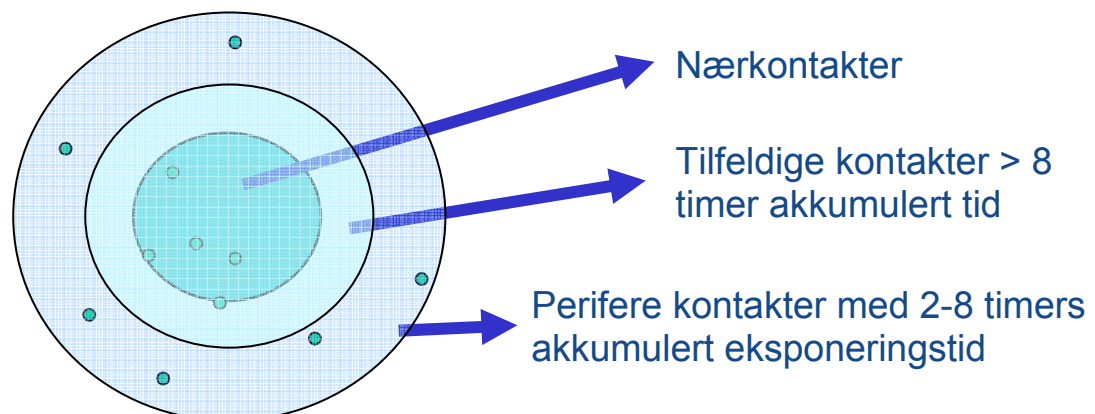 Nærkontakter
Tilfeldige kontakter > 8
timer akkumulert tid
Perifere kontakter med 2-8 timers
akkumulert eksponeringstid